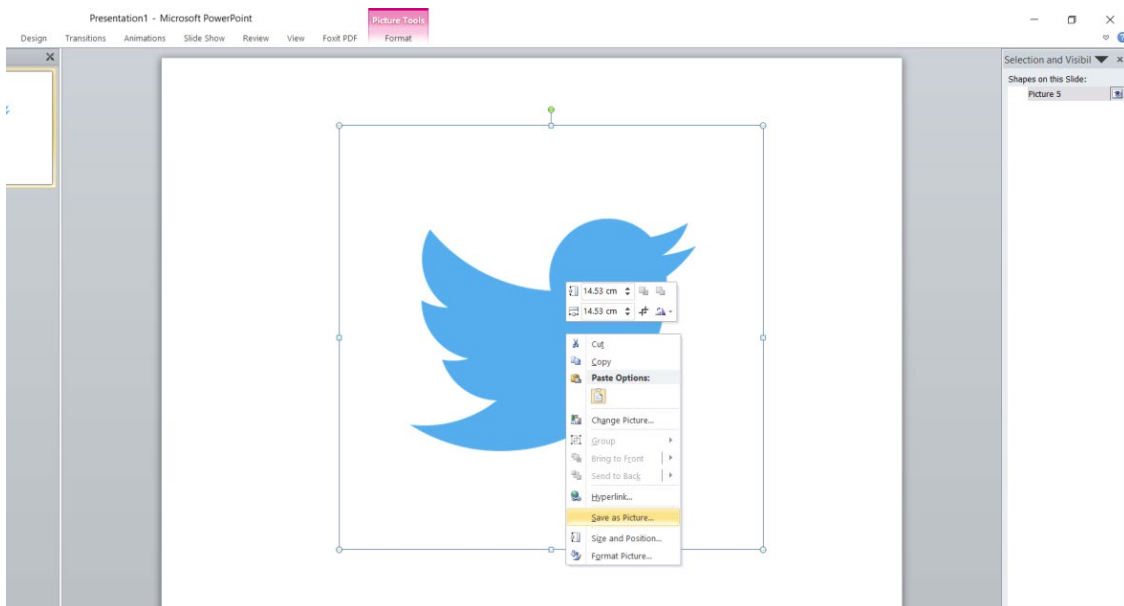 Presentation1 - Microsoft PowerPoint
Picture Tools
Design Transitions Animations Slide Show Review View Foxit PDF Format
Selection and Visibil
Shapes on this Slide:
Picture 5
14.53 cm
14.53 cm
Cut
Copy
Paste Options:
Change Picture...
Group
Bring to Front
Send to Back
Hyperlink...
Save as Picture...
Size and Position...
Format Picture...